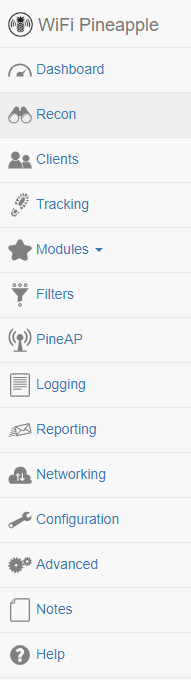 WiFi Pineapple
Dashboard
Recon
Clients
Tracking
Modules
Filters
PineAP
Logging
Reporting
Networking
Configuration
Advanced
Notes
Help